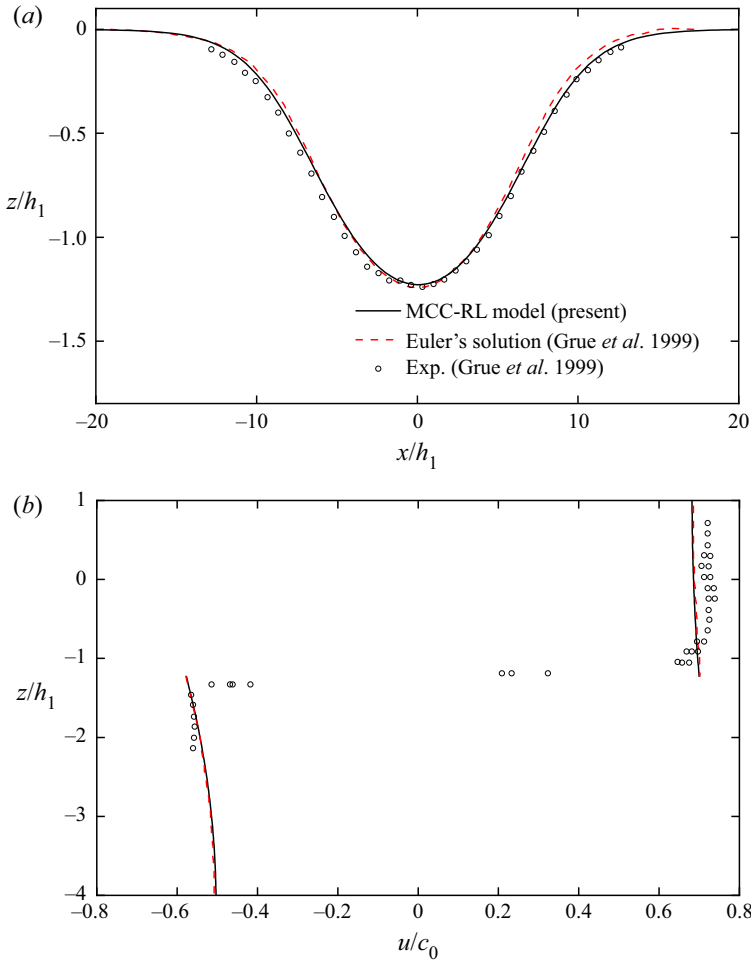 (a)
0
–0.5
z/h1
–1.0
–1.5
MCC-RL model (present)
Euler's solution (Grue et al. 1999)
Exp. (Grue et al. 1999)
–20 –10 0 10 20
x/h1
(b)
1
0
–1
z/h1
–2
–3
–4
–0.8 –0.6 –0.4 –0.2 0 0.2 0.4 0.6 0.8
u/c0